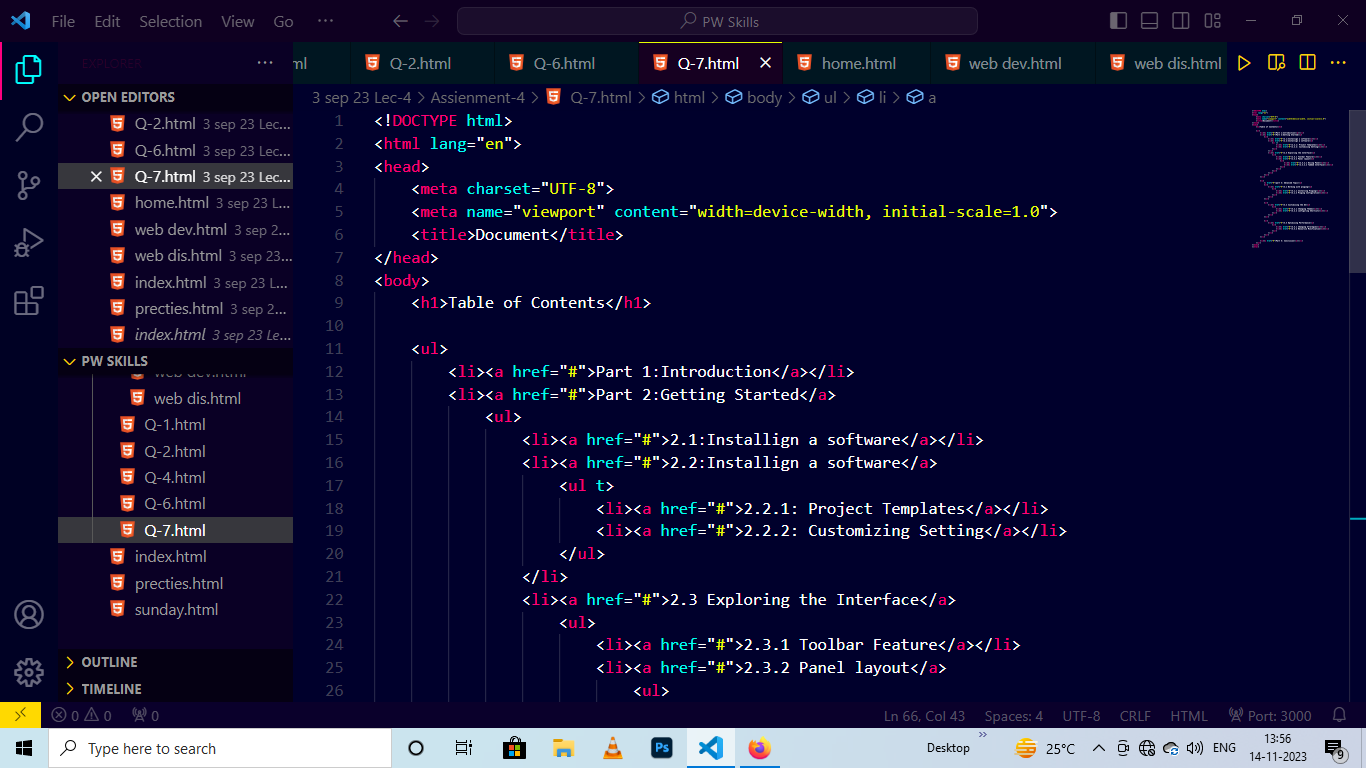 File Edit Selection View Go ··· PW Skills
EXPLORER ···
OPEN EDITORS
Q-2.html 3 sep 23 Lec...
Q-6.html 3 sep 23 Lec...
Q-7.html 3 sep 23 Lec...
home.html 3 sep 23 L...
web dev.html 3 sep 2...
web dis.html 3 sep 23...
index.html 3 sep 23 L...
precties.html 3 sep 2...
index.html 3 sep 23 Le...
PW SKILLS
web dev.html
web dis.html
Q-1.html
Q-2.html
Q-4.html
Q-6.html
Q-7.html
index.html
precties.html
sunday.html
OUTLINE
TIMELINE
ml Q-2.html Q-6.html Q-7.html home.html web dev.html web dis.html
3 sep 23 Lec-4 > Assienment-4 > Q-7.html > html > body > ul > li > a
1 <!DOCTYPE html>
2 <html lang="en">
3 <head>
4 <meta charset="UTF-8">
5 <meta name="viewport" content="width=device-width, initial-scale=1.0">
6 <title>Document</title>
7 </head>
8 <body>
9 <h1>Table of Contents</h1>
10
11 <ul>
12 <li><a href="#">Part 1:Introduction</a></li>
13 <li><a href="#">Part 2:Getting Started</a>
14 <ul>
15 <li><a href="#">2.1:Installign a software</a></li>
16 <li><a href="#">2.2:Installign a software</a>
17 <ul t>
18 <li><a href="#">2.2.1: Project Templates</a></li>
19 <li><a href="#">2.2.2: Customizing Setting</a></li>
20 </ul>
21 </li>
22 <li><a href="#">2.3 Exploring the Interface</a>
23 <ul>
24 <li><a href="#">2.3.1 Toolbar Feature</a></li>
25 <li><a href="#">2.3.2 Panel layout</a>
26 <ul>
0 0 0 Ln 66, Col 43 Spaces: 4 UTF-8 CRLF HTML Port: 3000
Type here to search Ps Desktop 25°C ENG 13:56
14-11-2023 9